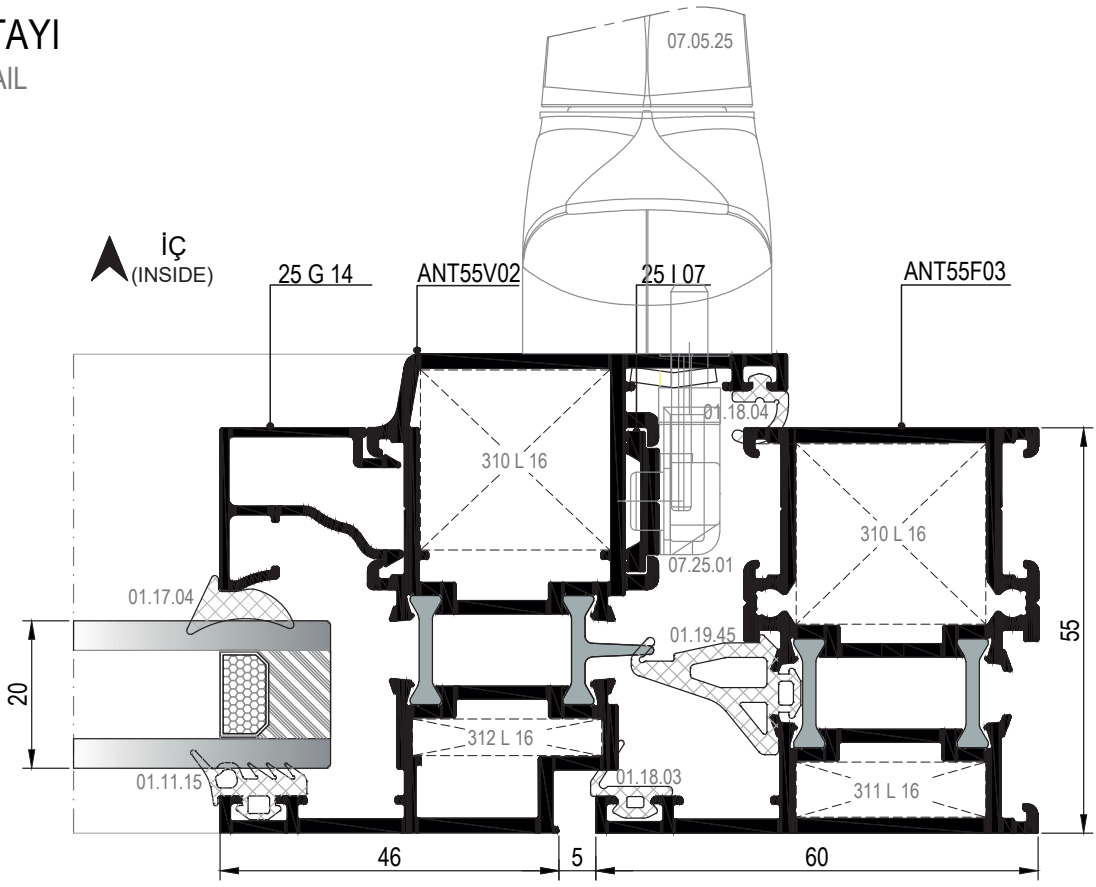 TAYI
AIL
07.05.25
İÇ
(INSIDE)
25 G 14
ANT55V02
25 I 07
ANT55F03
01.18.04
310 L 16
310 L 16
07.25.01
01.17.04
01.19.45
55
20
312 L 16
01.11.15
01.18.03
311 L 16
46
5
60